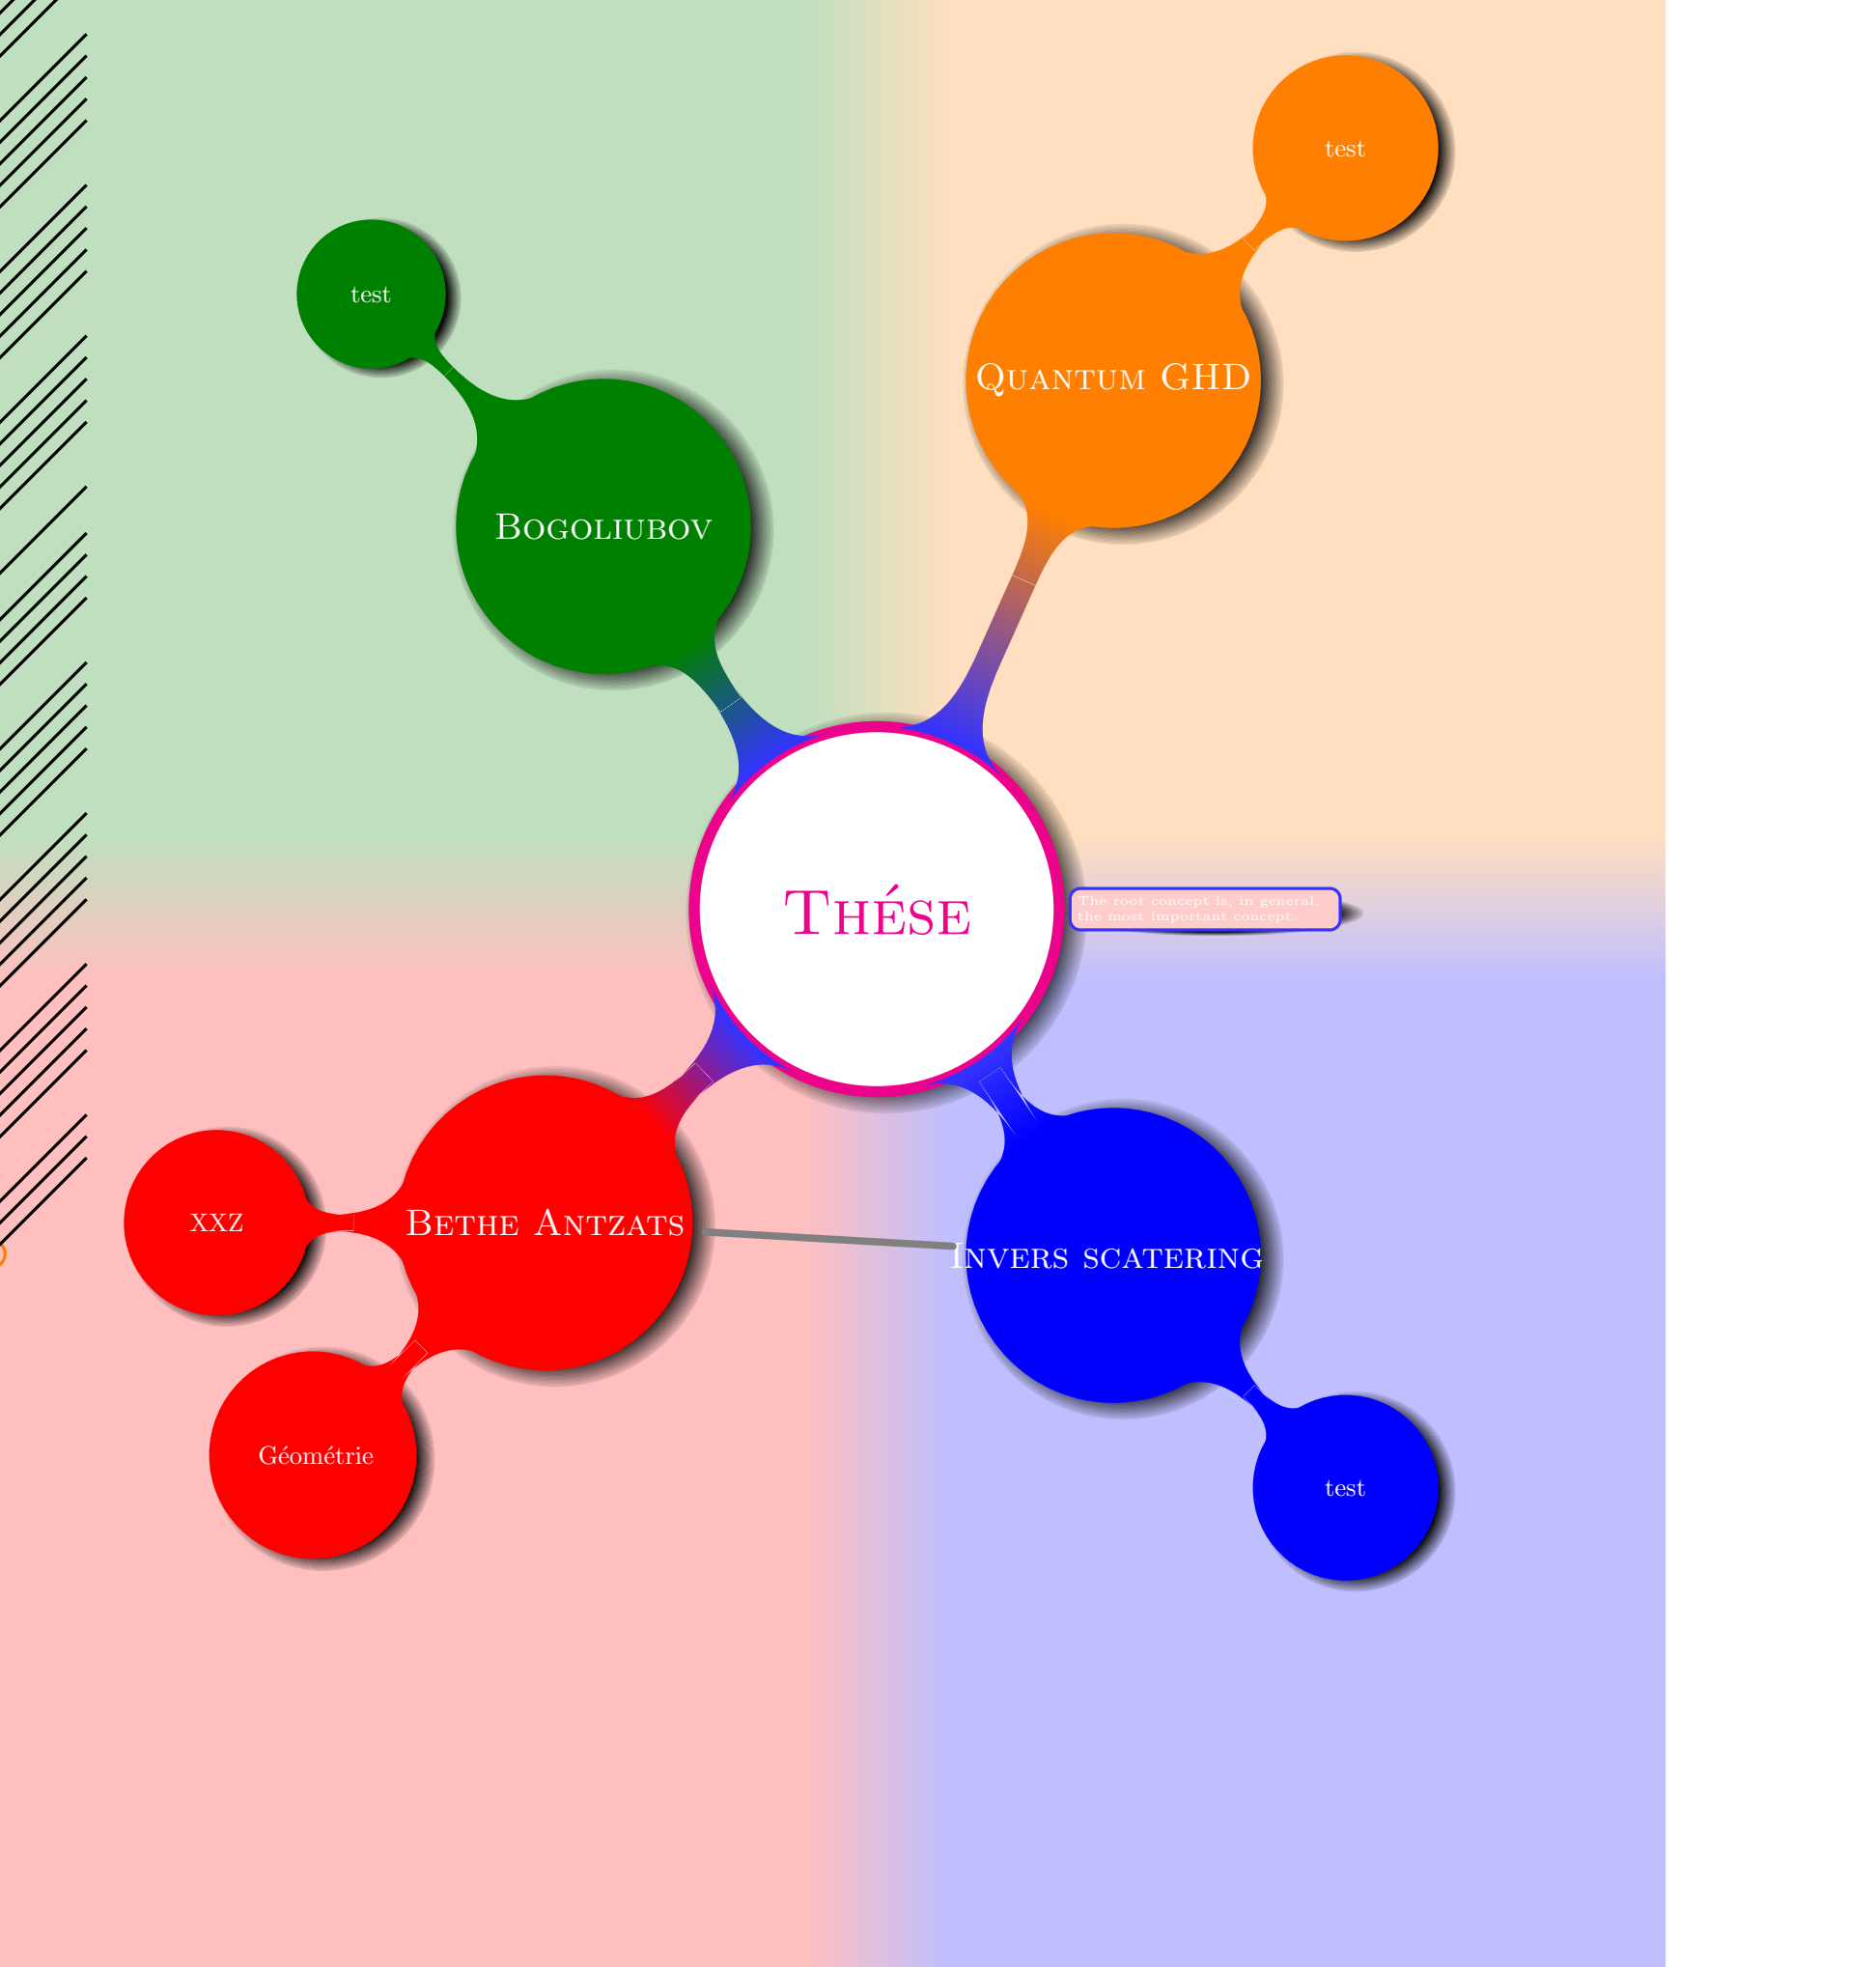 test
test
Quantum GHD
Bogoliubov
Thése
The root concept is, in general,
the most important concept.
xxz
Bethe Antzats
Invers scatering
Géométrie
test